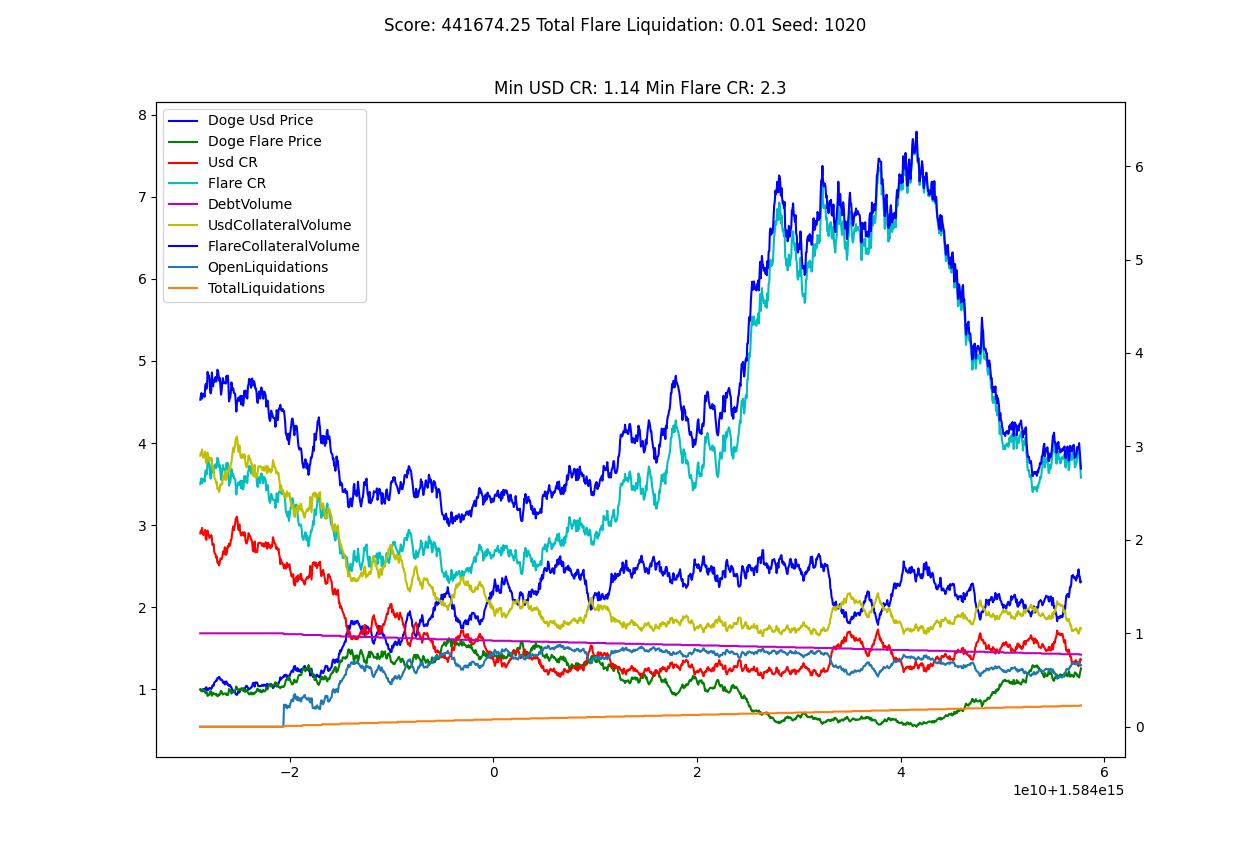 Score: 441674.25 Total Flare Liquidation: 0.01 Seed: 1020
Min USD CR: 1.14 Min Flare CR: 2.3
Doge Usd Price
Doge Flare Price
Usd CR
Flare CR
DebtVolume
UsdCollateralVolume
FlareCollateralVolume
OpenLiquidations
TotalLiquidations
8
7
6
5
4
3
2
1
6
5
4
3
2
1
0
−2
0
2
4
6
1e10+1.584e15